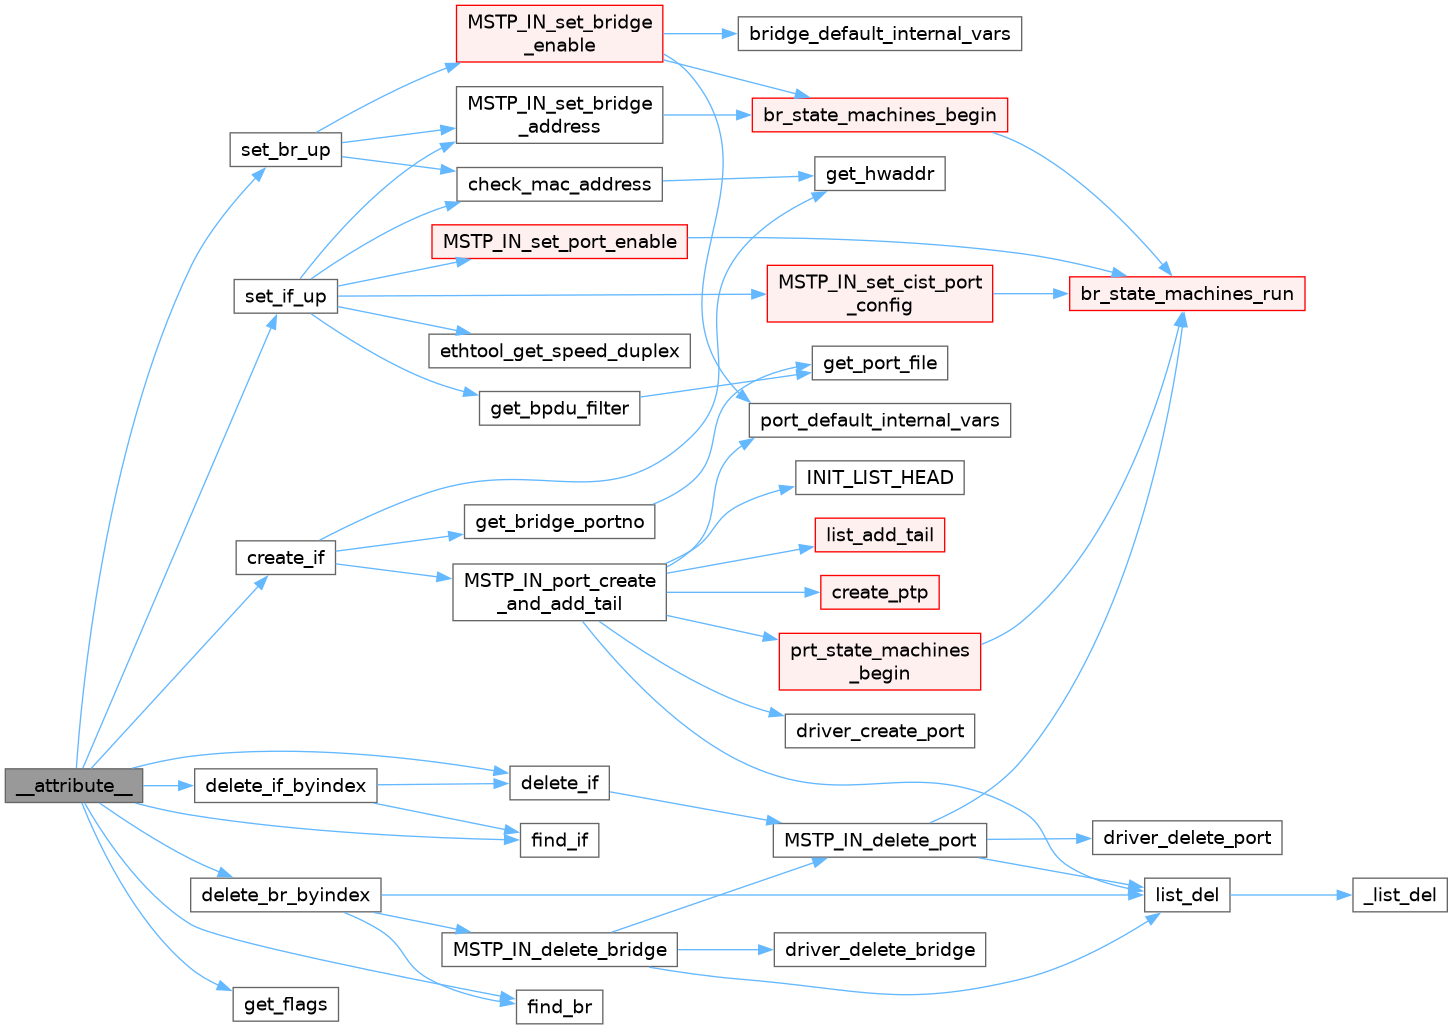 MSTP_IN_set_bridge
_enable
bridge_default_internal_vars
MSTP_IN_set_bridge
_address
br_state_machines_begin
set_br_up
check_mac_address
get_hwaddr
MSTP_IN_set_port_enable
set_if_up
MSTP_IN_set_cist_port
_config
br_state_machines_run
ethtool_get_speed_duplex
get_port_file
get_bpdu_filter
port_default_internal_vars
INIT_LIST_HEAD
get_bridge_portno
list_add_tail
create_if
MSTP_IN_port_create
_and_add_tail
create_ptp
prt_state_machines
_begin
driver_create_port
__attribute__
delete_if_byindex
delete_if
find_if
MSTP_IN_delete_port
driver_delete_port
delete_br_byindex
list_del
_list_del
MSTP_IN_delete_bridge
driver_delete_bridge
get_flags
find_br